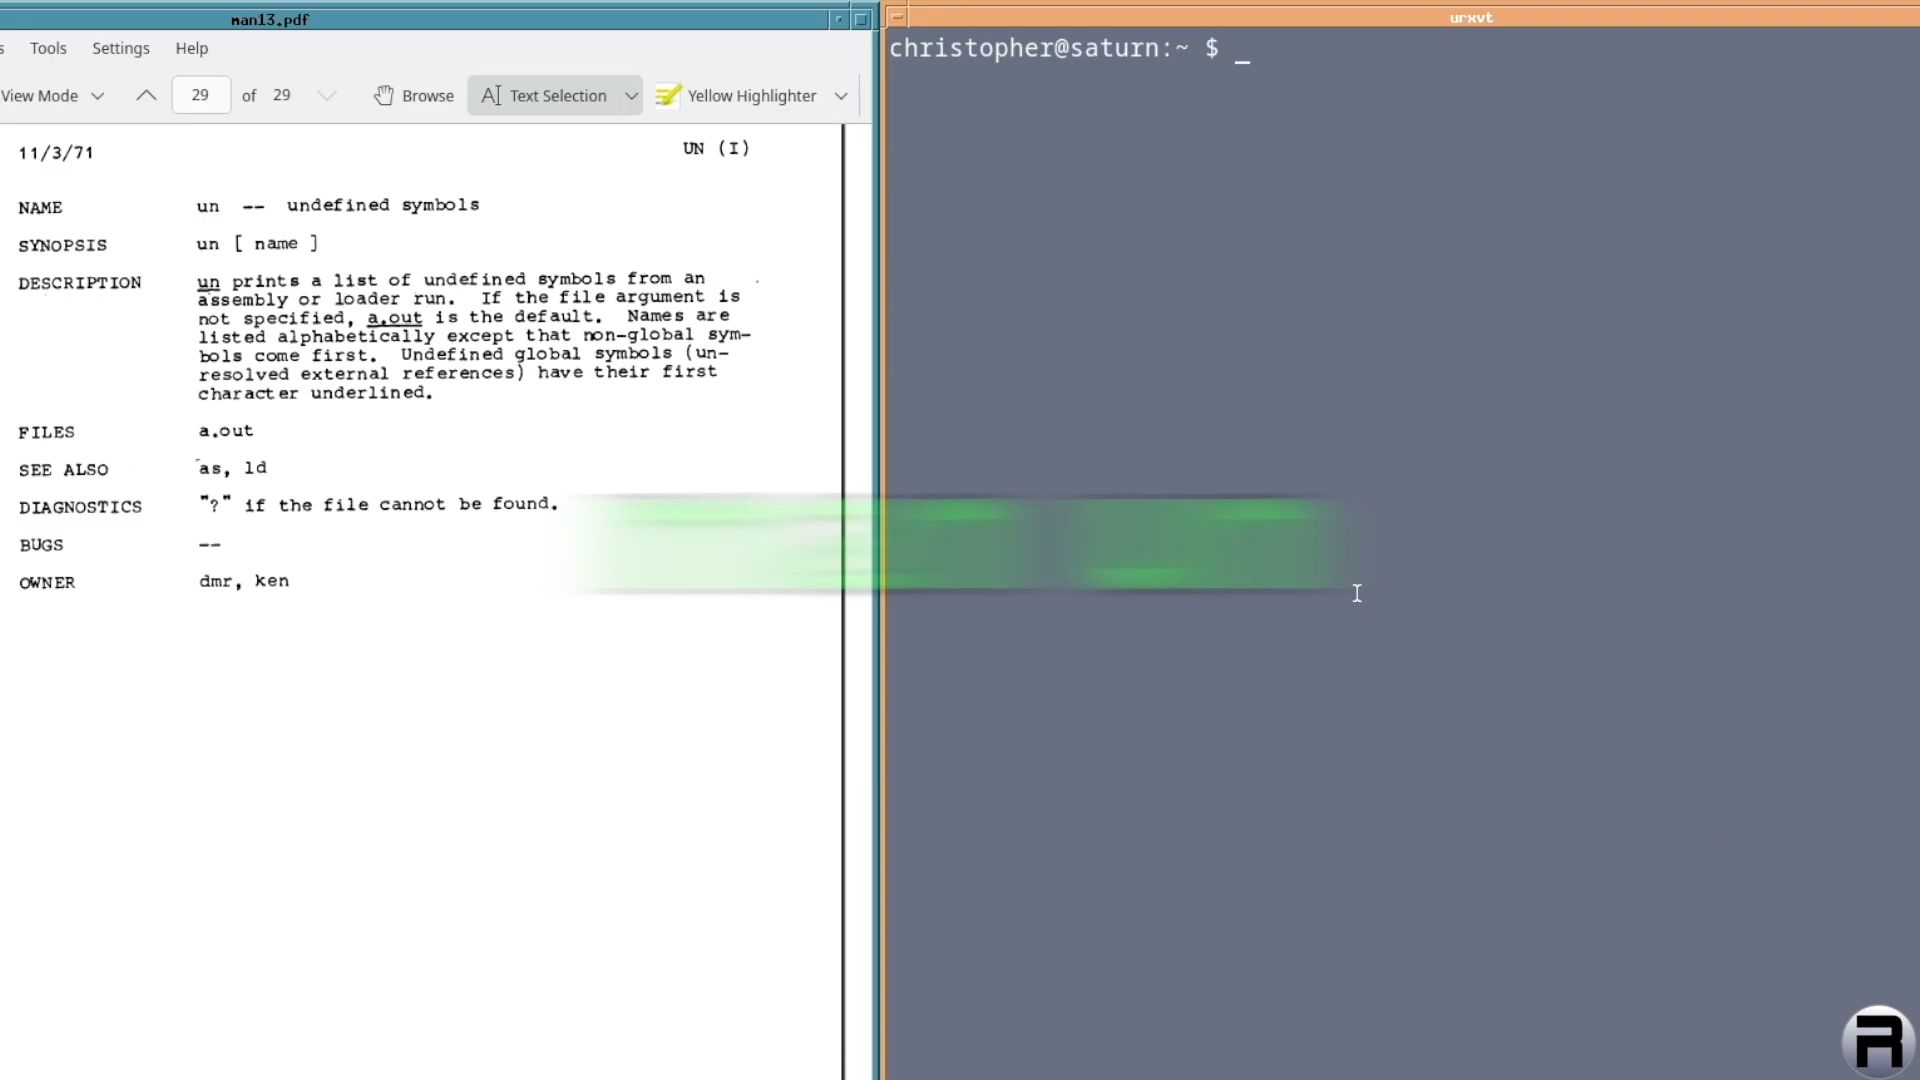 man13.pdf
s Tools Settings Help
View Mode 29 of 29 Browse Text Selection Yellow Highlighter
11/3/71 UN (I)
NAME un -- undefined symbols
SYNOPSIS un [ name ]
DESCRIPTION un prints a list of undefined symbols from an
assembly or loader run. If the file argument is
not specified, a.out is the default. Names are
listed alphabetically except that non-global sym-
bols come first. Undefined global symbols (un-
resolved external references) have their first
character underlined.
FILES a.out
SEE ALSO as, ld
DIAGNOSTICS "?" if the file cannot be found.
BUGS --
OWNER dmr, ken
urxvt
christopher@saturn:~ $ _
R